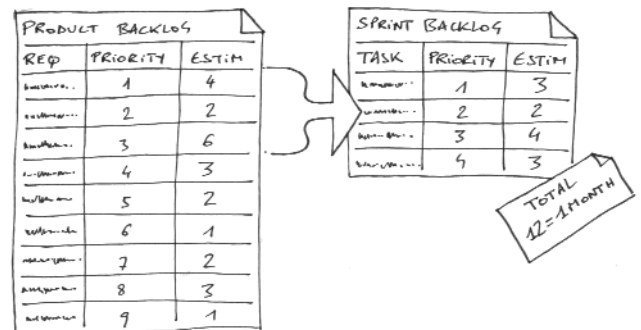 PRODUCT BACKLOG
REQ PRIORITY ESTIM
1 4
2 2
3 6
4 3
5 2
6 1
7 2
8 3
9 1
SPRINT BACKLOG
TASK PRIORITY ESTIM
1 3
2 2
3 4
4 3
TOTAL
12=1 MONTH